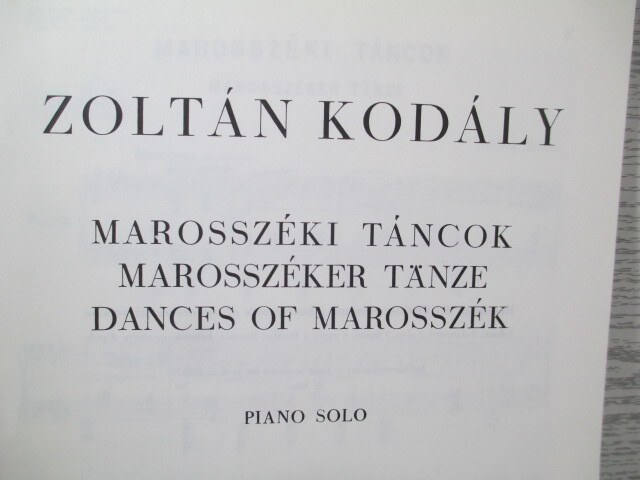 ZOLTÁN KODÁLY
MAROSSZÉKI TÁNCOK
MAROSSZÉKER TÄNZE
DANCES OF MAROSSZÉK
PIANO SOLO